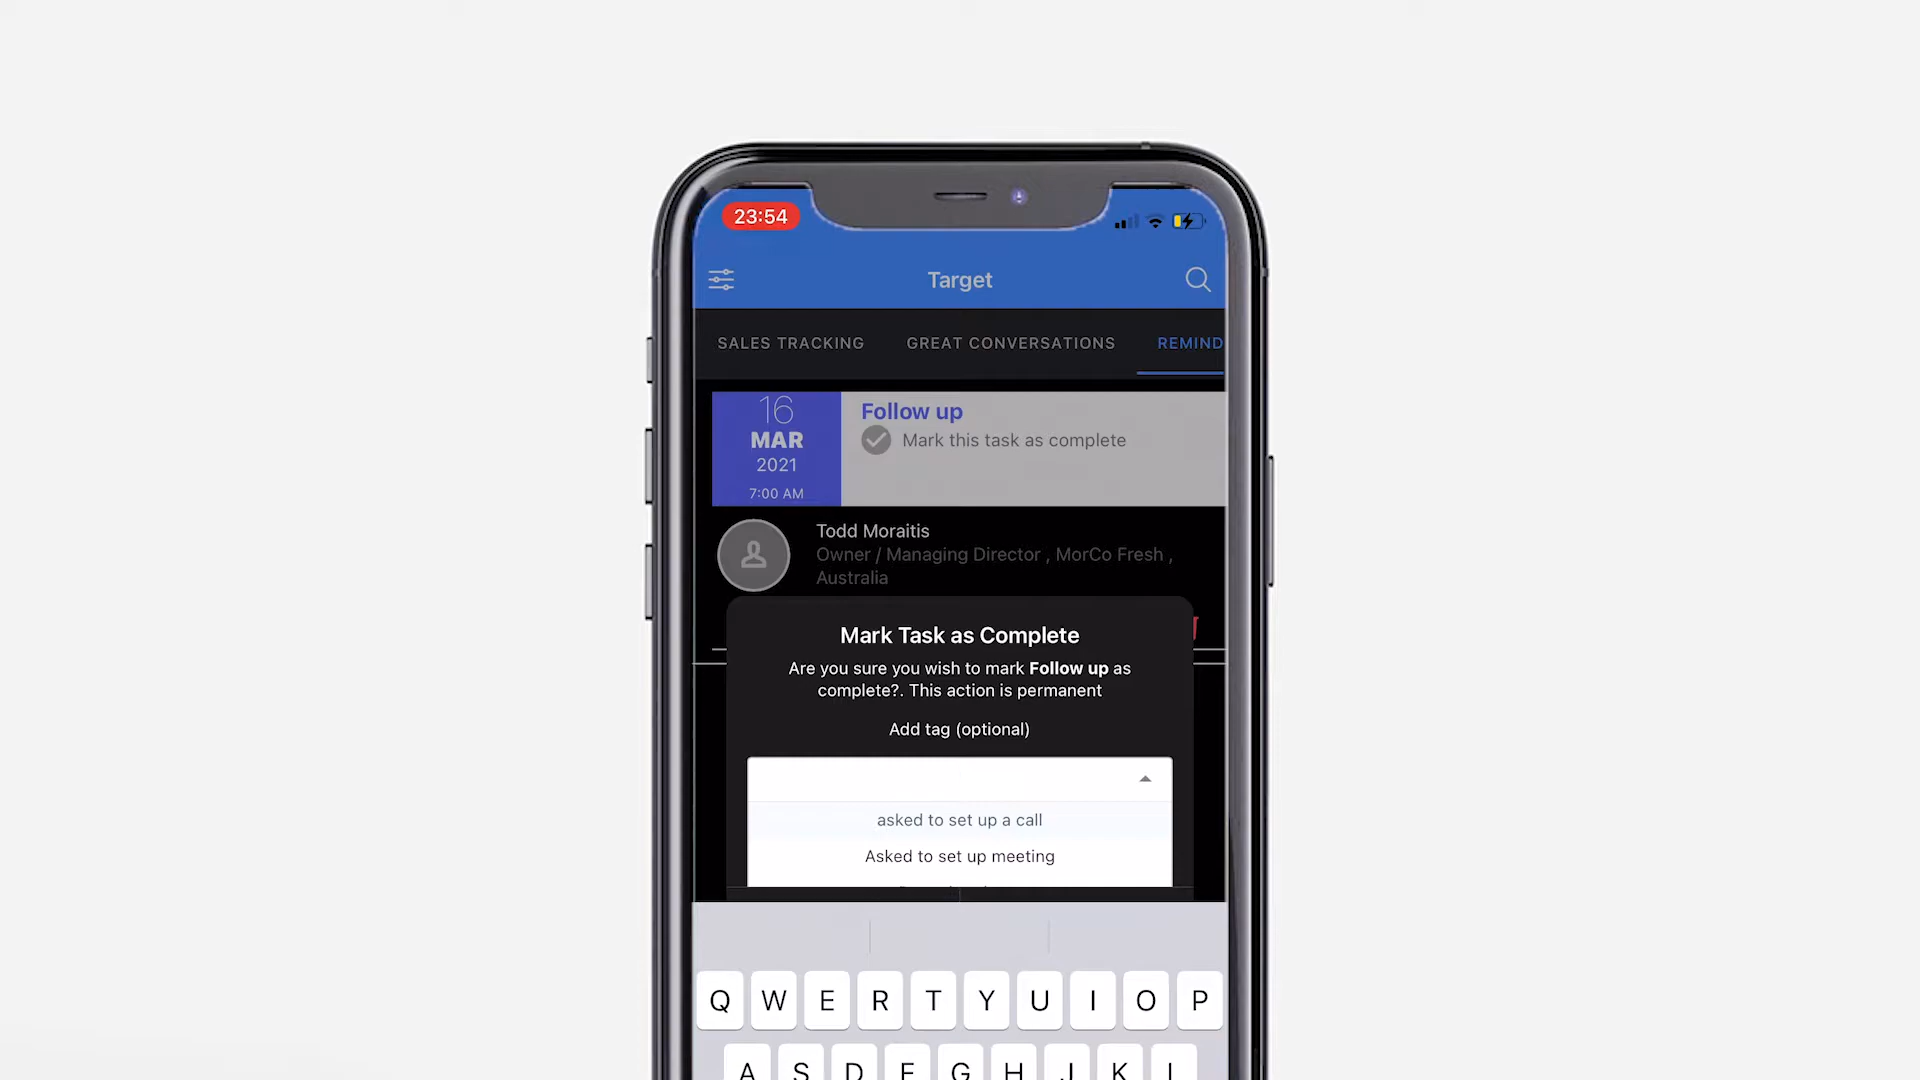 23:54
Target
SALES TRACKING
GREAT CONVERSATIONS
REMIND
16
MAR
2021
7:00 AM
Follow up
Mark this task as complete
Todd Moraitis
Owner / Managing Director , MorCo Fresh ,
Australia
Mark Task as Complete
Are you sure you wish to mark Follow up as
complete?. This action is permanent
Add tag (optional)
asked to set up a call
Asked to set up meeting
Q W E R T Y U I O P
A S D F G H J K L